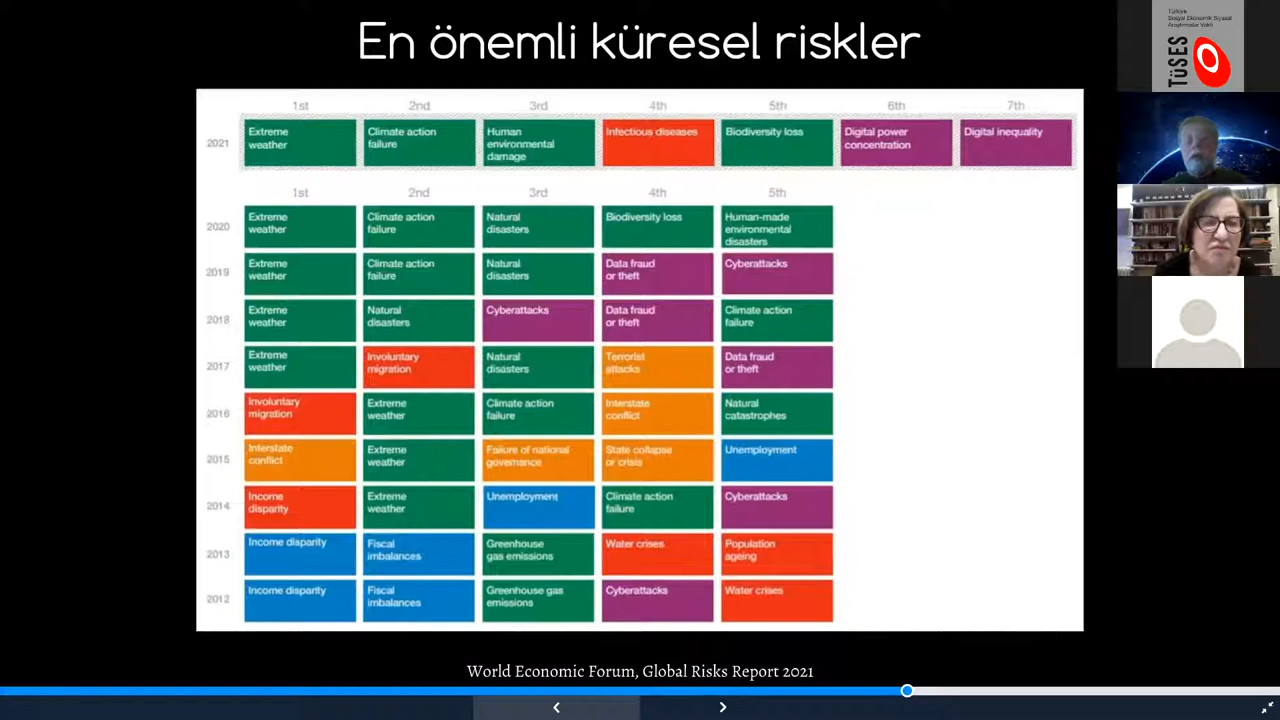 En önemli küresel riskler
Türkiye
Sosyal Ekonomik Siyasal
Araştırmalar Vakfı
TÜSES
1st 2nd 3rd 4th 5th 6th 7th
2021
Extreme
weather
Climate action
failure
Human
environmental
damage
Infectious diseases
Biodiversity loss
Digital power
concentration
Digital inequality
1st 2nd 3rd 4th 5th
2020
Extreme
weather
Climate action
failure
Natural
disasters
Biodiversity loss
Human-made
environmental
disasters
2019
Extreme
weather
Climate action
failure
Natural
disasters
Data fraud
or theft
Cyberattacks
2018
Extreme
weather
Natural
disasters
Cyberattacks
Data fraud
or theft
Climate action
failure
2017
Extreme
weather
Involuntary
migration
Natural
disasters
Terrorist
attacks
Data fraud
or theft
2016
Involuntary
migration
Extreme
weather
Climate action
failure
Interstate
conflict
Natural
catastrophes
2015
Interstate
conflict
Extreme
weather
Failure of national
governance
State collapse
or crisis
Unemployment
2014
Income
disparity
Extreme
weather
Unemployment
Climate action
failure
Cyberattacks
2013
Income disparity
Fiscal
imbalances
Greenhouse
gas emissions
Water crises
Population
ageing
2012
Income disparity
Fiscal
imbalances
Greenhouse gas
emissions
Cyberattacks
Water crises
World Economic Forum, Global Risks Report 2021